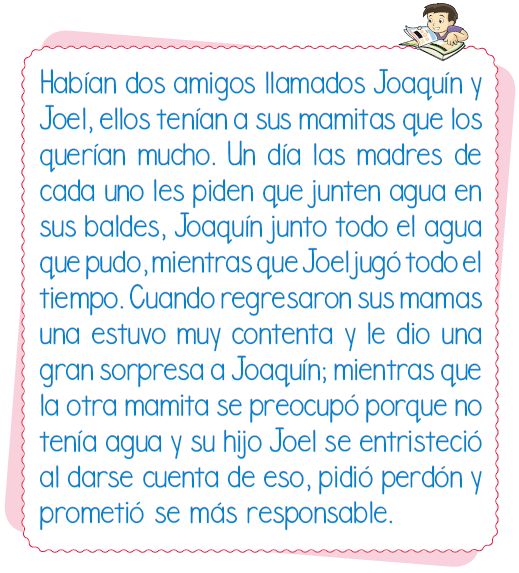 Habían dos amigos llamados Joaquín y
Joel, ellos tenían a sus mamitas que los
querían mucho. Un día las madres de
cada uno les piden que junten agua en
sus baldes, Joaquín junto todo el agua
que pudo, mientras que Joel jugó todo el
tiempo. Cuando regresaron sus mamas
una estuvo muy contenta y le dio una
gran sorpresa a Joaquín; mientras que
la otra mamita se preocupó porque no
tenía agua y su hijo Joel se entristeció
al darse cuenta de eso, pidió perdón y
prometió se más responsable.